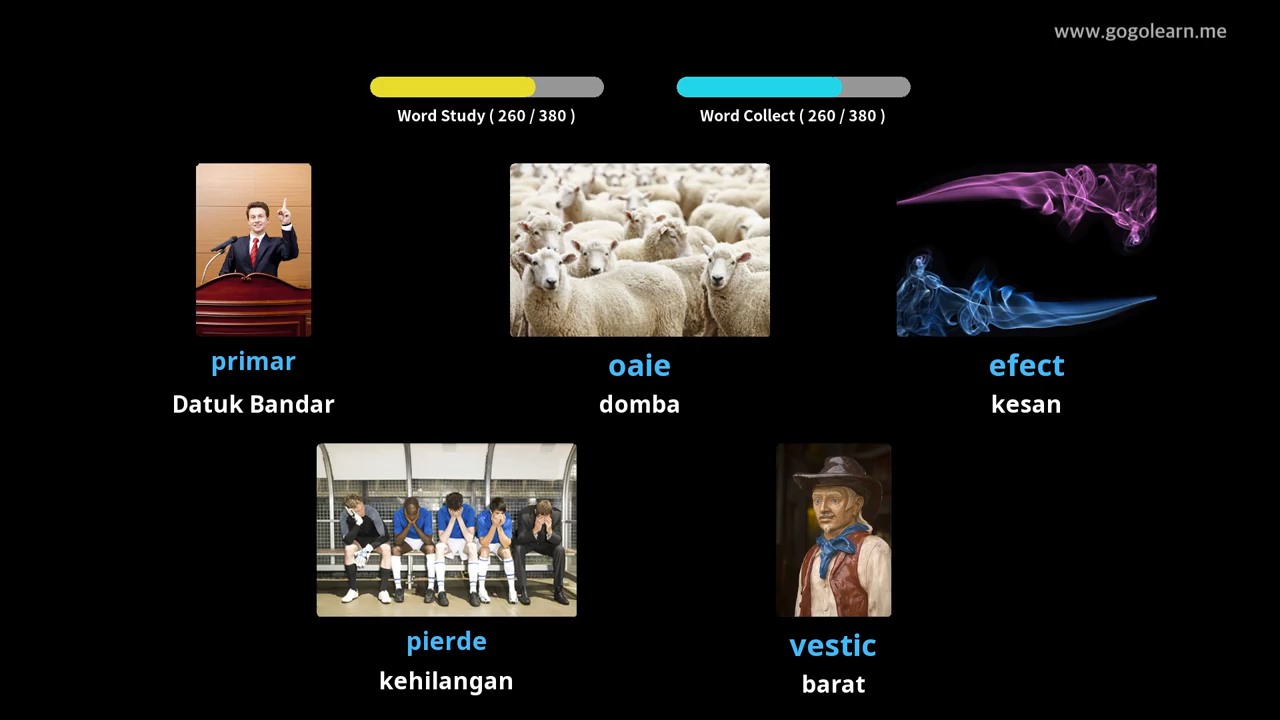 www.gogolearn.me
Word Study ( 260 / 380 )
Word Collect ( 260 / 380 )
primar
Datuk Bandar
oaie
domba
efect
kesan
pierde
kehilangan
vestic
barat